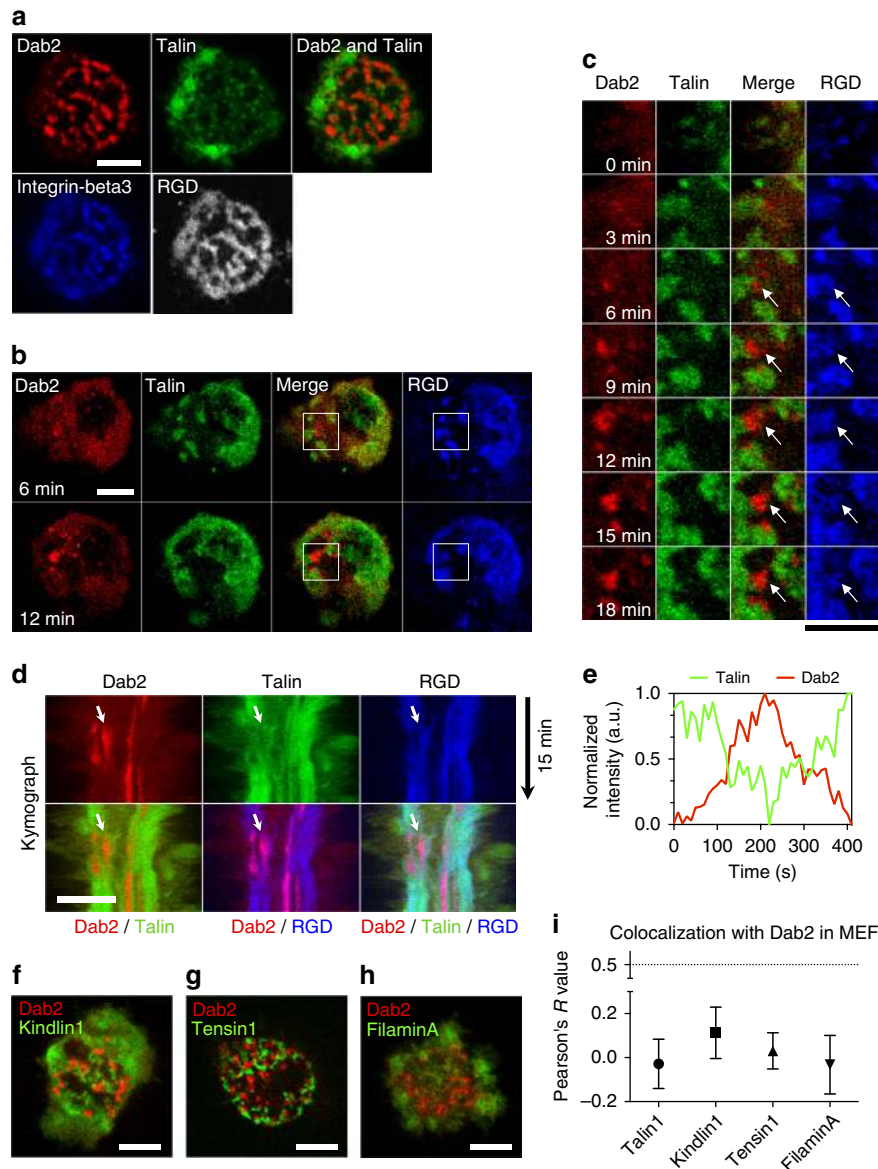 a
Dab2 Talin Dab2 and Talin
Integrin-beta3 RGD
b
Dab2 Talin Merge RGD
6 min
12 min
c
Dab2 Talin Merge RGD
0 min
3 min
6 min
9 min
12 min
15 min
18 min
d
Dab2 Talin RGD
Kymograph
15 min
Dab2 / Talin Dab2 / RGD Dab2 / Talin / RGD
e
Talin Dab2
Normalized
intensity (a.u.)
1.0
0.5
0.0
0 100 200 300 400
Time (s)
f
Dab2
Kindlin1
g
Dab2
Tensin1
h
Dab2
FilaminA
i
Colocalization with Dab2 in MEF
Pearson's R value
0.5
0.2
0.0
–0.2
Talin1 Kindlin1 Tensin1 FilaminA